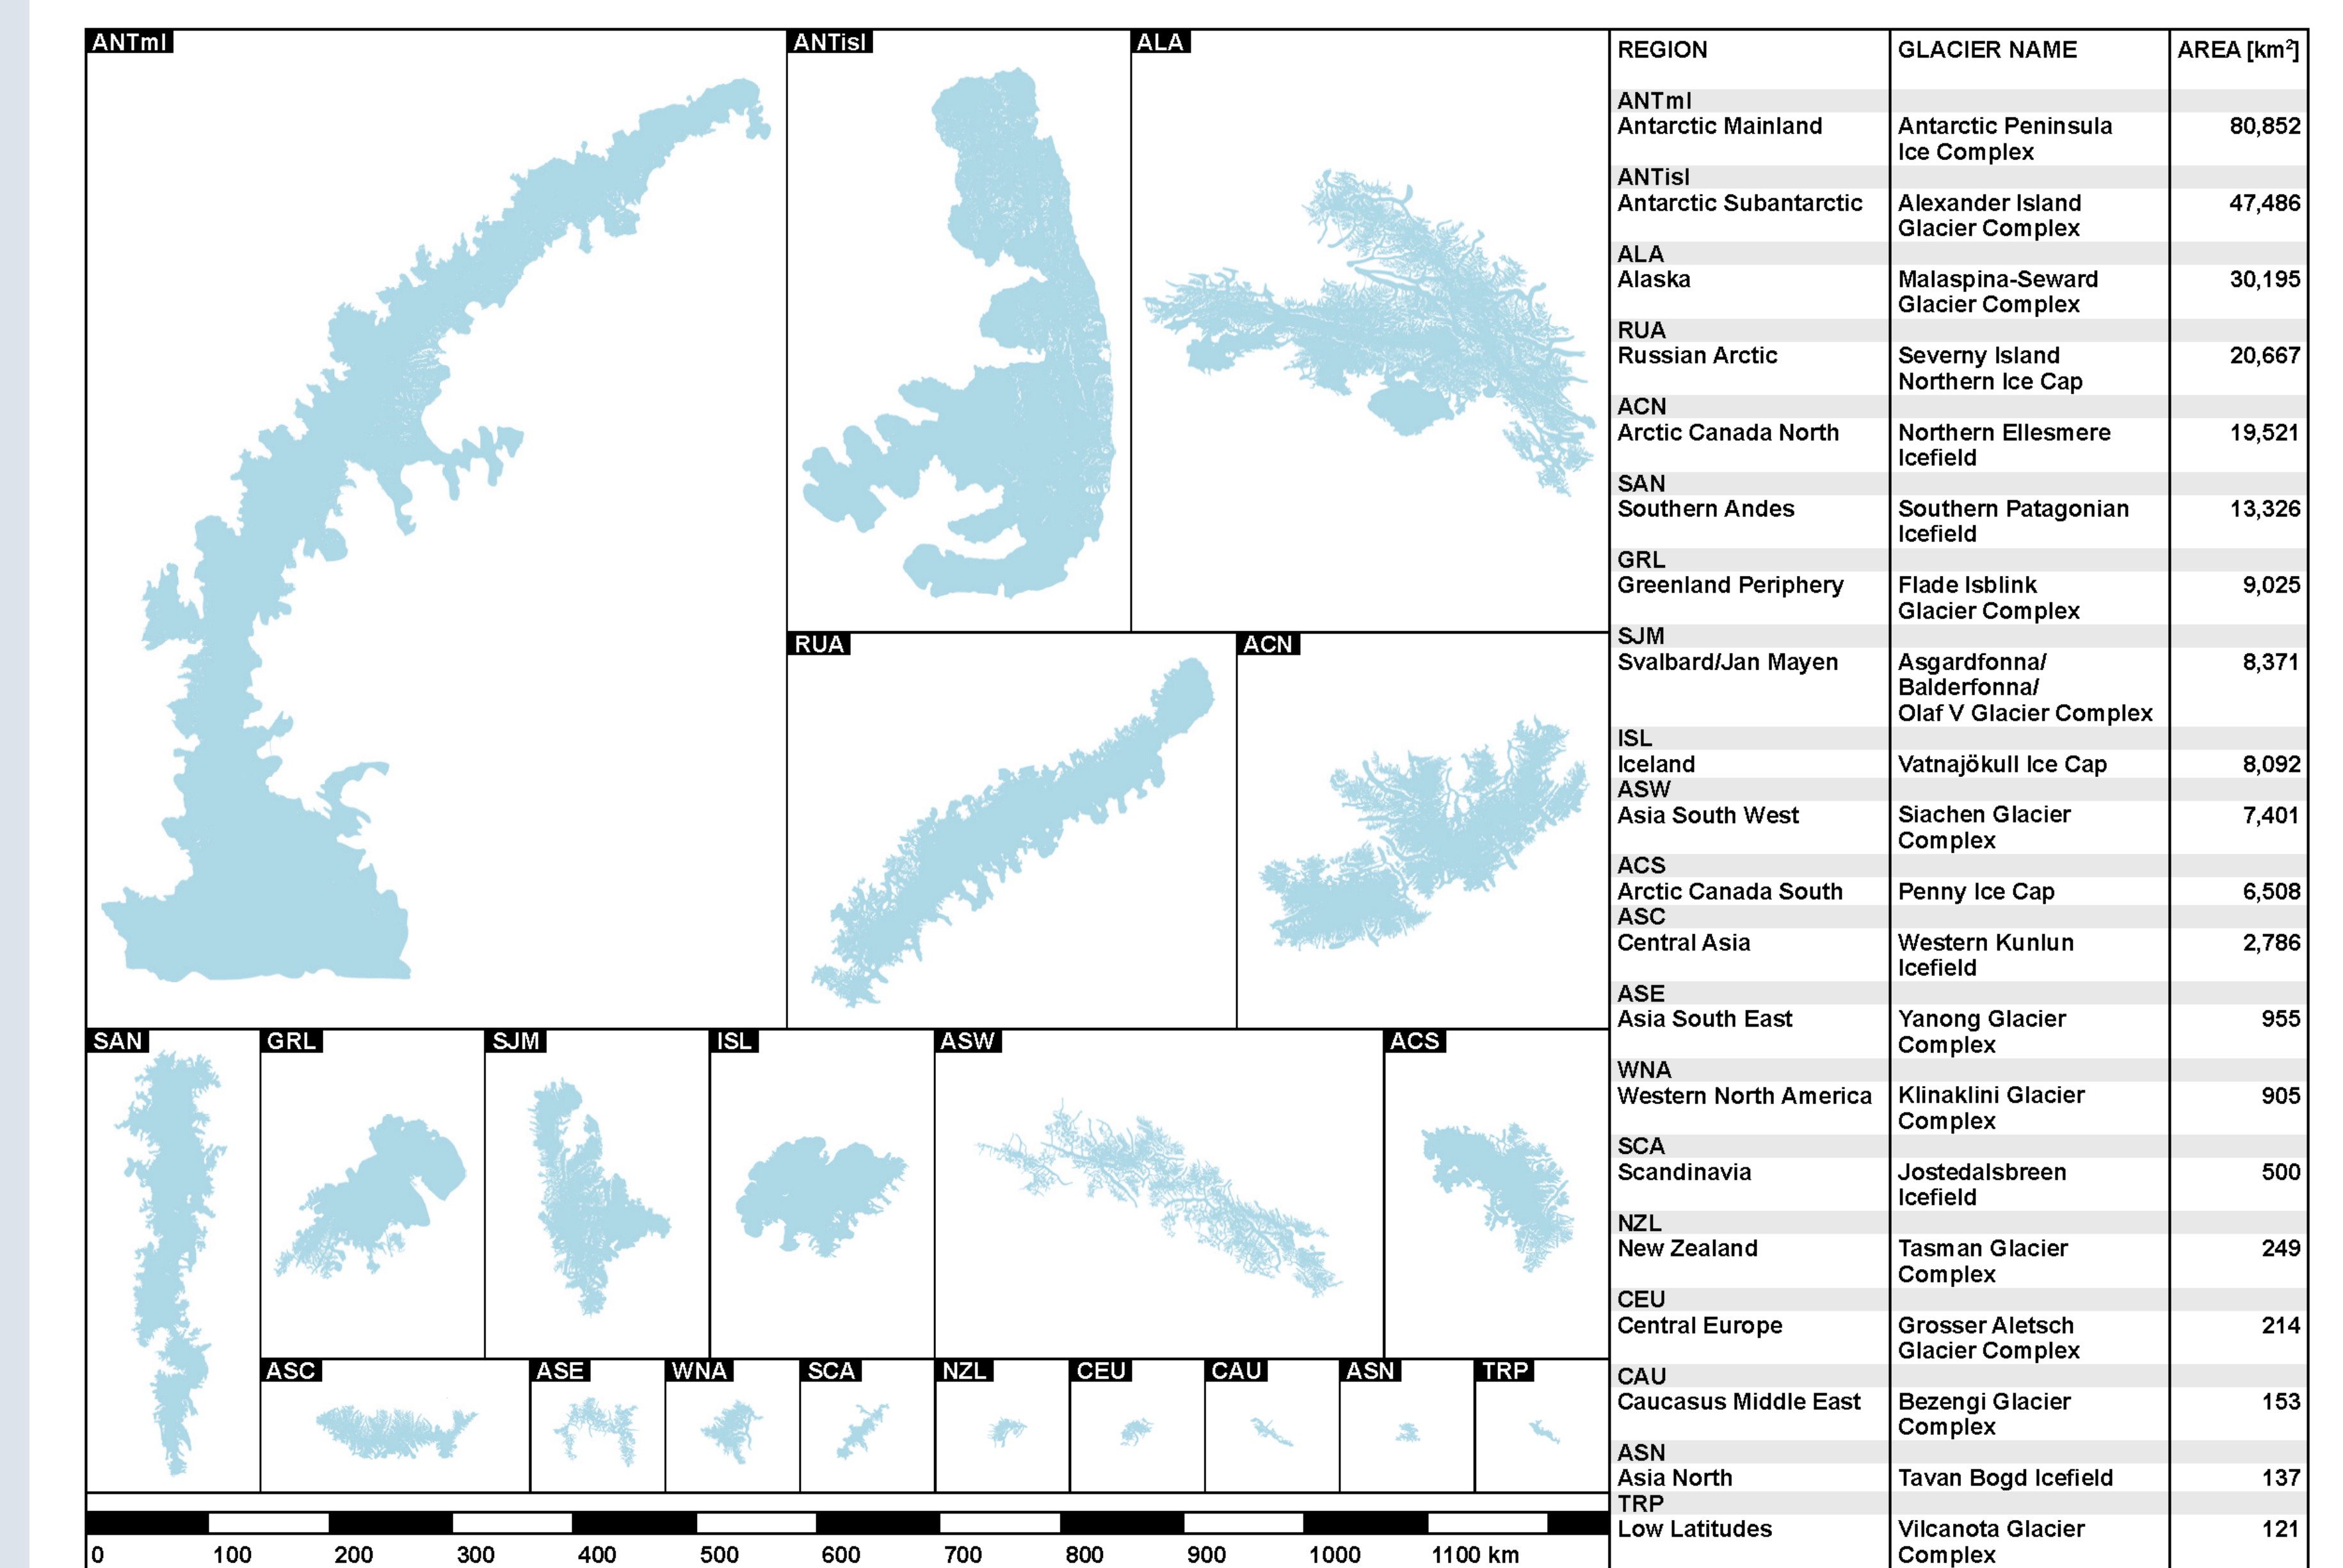 ANTml
ANTisl
ALA
RUA
ACN
SAN
GRL
SJM
ISL
ASW
ACS
ASC
ASE
WNA
SCA
NZL
CEU
CAU
ASN
TRP
0 100 200 300 400 500 600 700 800 900 1000 1100 km
REGION GLACIER NAME AREA [km²]
ANTml
Antarctic Mainland Antarctic Peninsula 80,852
Ice Complex
ANTisl
Antarctic Subantarctic Alexander Island 47,486
Glacier Complex
ALA
Alaska Malaspina-Seward 30,195
Glacier Complex
RUA
Russian Arctic Severny Island 20,667
Northern Ice Cap
ACN
Arctic Canada North Northern Ellesmere 19,521
Icefield
SAN
Southern Andes Southern Patagonian 13,326
Icefield
GRL
Greenland Periphery Flade Isblink 9,025
Glacier Complex
SJM
Svalbard/Jan Mayen Asgardfonna/ 8,371
Balderfonna/
Olaf V Glacier Complex
ISL
Iceland Vatnajökull Ice Cap 8,092
ASW
Asia South West Siachen Glacier 7,401
Complex
ACS
Arctic Canada South Penny Ice Cap 6,508
ASC
Central Asia Western Kunlun 2,786
Icefield
ASE
Asia South East Yanong Glacier 955
Complex
WNA
Western North America Klinaklini Glacier 905
Complex
SCA
Scandinavia Jostedalsbreen 500
Icefield
NZL
New Zealand Tasman Glacier 249
Complex
CEU
Central Europe Grosser Aletsch 214
Glacier Complex
CAU
Caucasus Middle East Bezengi Glacier 153
Complex
ASN
Asia North Tavan Bogd Icefield 137
TRP
Low Latitudes Vilcanota Glacier 121
Complex